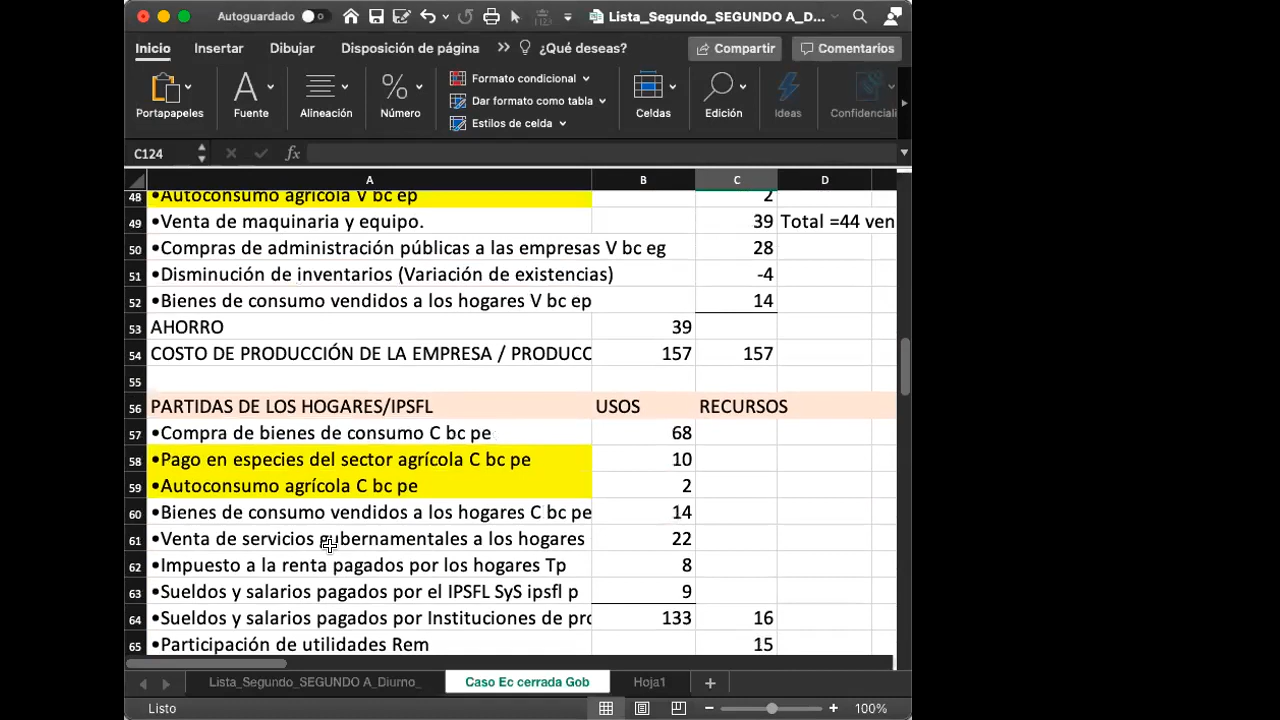 Autoguardado
Lista_Segundo_SEGUNDO A_D...
Inicio Insertar Dibujar Disposición de página >> ¿Qué deseas? Compartir Comentarios
Portapapeles Fuente Alineación Número Formato condicional Celdas Edición Ideas Confidenciali
Dar formato como tabla
Estilos de celda
C124 fx
A B C D
48 •Autoconsumo agrícola V bc ep 2
49 •Venta de maquinaria y equipo. 39 Total =44 ven
50 •Compras de administración públicas a las empresas V bc eg 28
51 •Disminución de inventarios (Variación de existencias) -4
52 •Bienes de consumo vendidos a los hogares V bc ep 14
53 AHORRO 39
54 COSTO DE PRODUCCIÓN DE LA EMPRESA / PRODUCC 157 157
55
56 PARTIDAS DE LOS HOGARES/IPSFL USOS RECURSOS
57 •Compra de bienes de consumo C bc pe 68
58 •Pago en especies del sector agrícola C bc pe 10
59 •Autoconsumo agrícola C bc pe 2
60 •Bienes de consumo vendidos a los hogares C bc pe 14
61 •Venta de servicios gubernamentales a los hogares 22
62 •Impuesto a la renta pagados por los hogares Tp 8
63 •Sueldos y salarios pagados por el IPSFL SyS ipsfl p 9
64 •Sueldos y salarios pagados por Instituciones de pro 133 16
65 •Participación de utilidades Rem 15
Lista_Segundo_SEGUNDO A_Diurno_ Caso Ec cerrada Gob Hoja1 +
Listo 100%